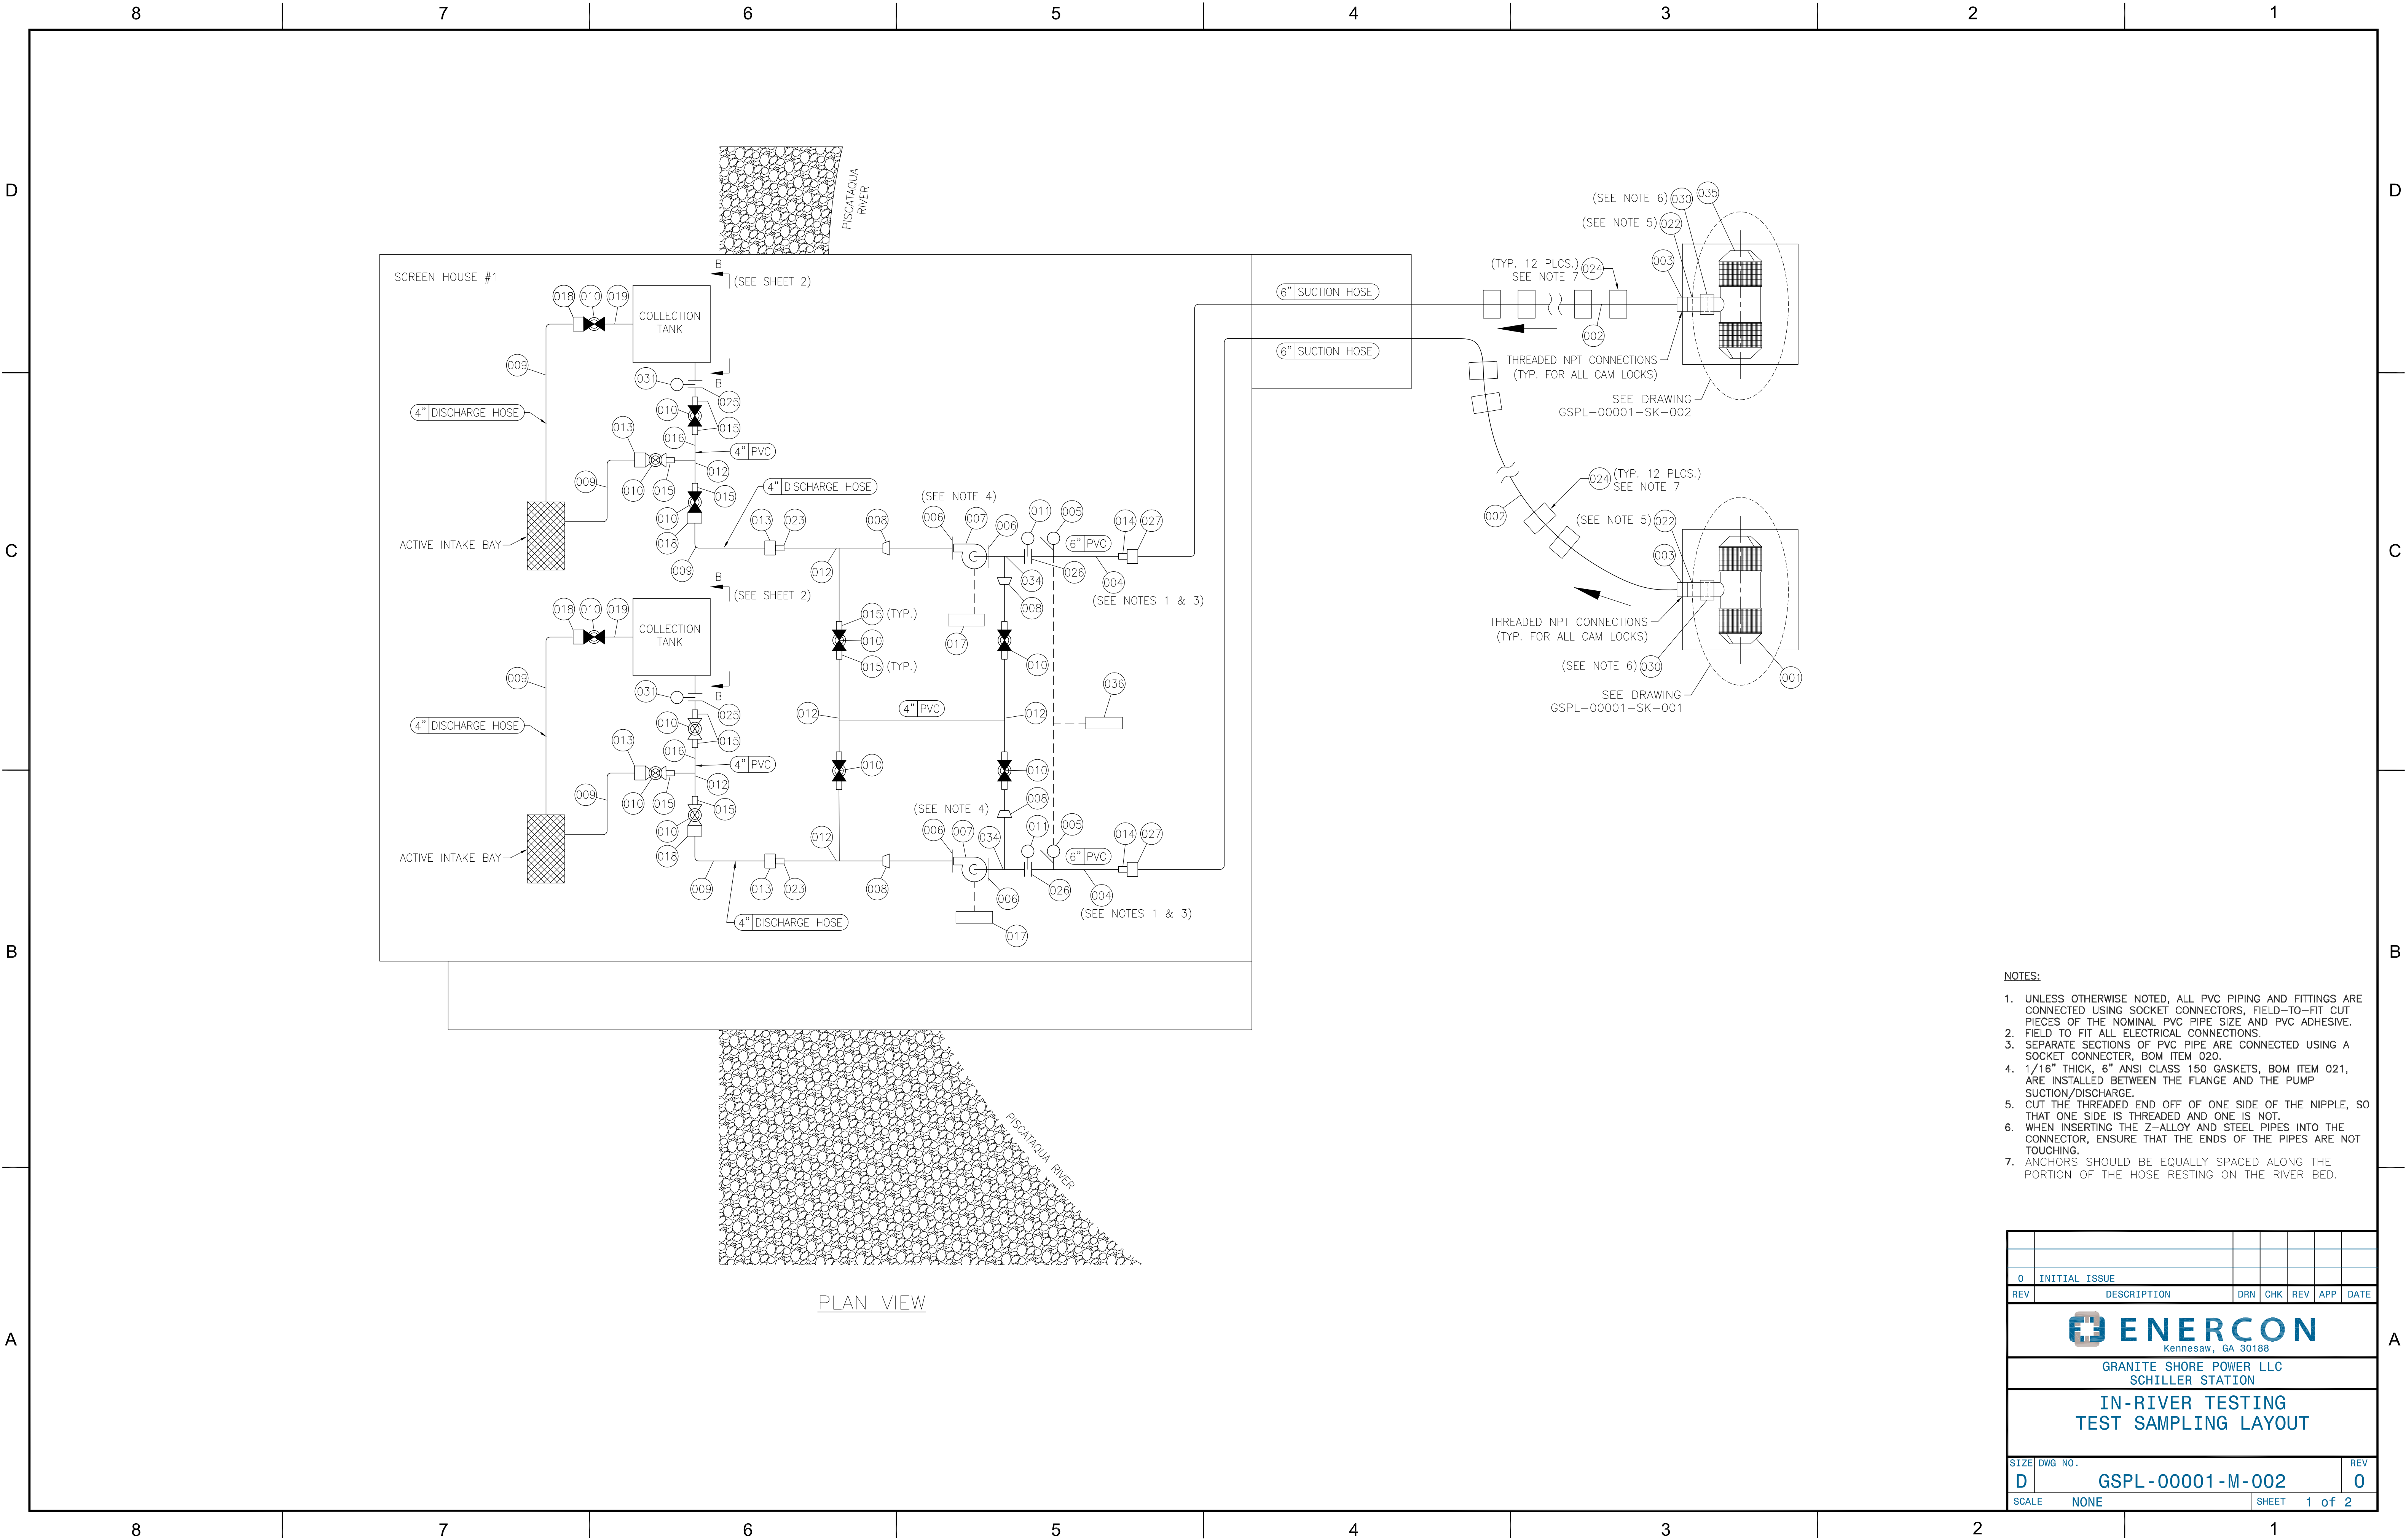 8 7 6 5 4 3 2 1
D
D
C
C
B
B
A
A
PISCATAQUA
RIVER
SCREEN HOUSE #1
B
(SEE SHEET 2)
018 010 019
COLLECTION
TANK
009
031
B
025
4" DISCHARGE HOSE
010
015
013
016
4" PVC
012
009
010 015
015
4" DISCHARGE HOSE
010
018
ACTIVE INTAKE BAY
009
013 023
012
008
(SEE NOTE 4)
006 007 006
011 005
6" PVC
014 027
034
026
004
(SEE NOTES 1 & 3)
008
017
015 (TYP.)
010
015 (TYP.)
010
036
012
4" PVC
012
010
010
B
(SEE SHEET 2)
018 010 019
COLLECTION
TANK
009
031
B
025
4" DISCHARGE HOSE
010
015
013
016
4" PVC
012
009
010 015
015
010
018
ACTIVE INTAKE BAY
009
013 023
4" DISCHARGE HOSE
012
008
(SEE NOTE 4)
006 007 034
008
011 005
6" PVC
014 027
006
026
004
(SEE NOTES 1 & 3)
017
6" SUCTION HOSE
6" SUCTION HOSE
(SEE NOTE 6) 030 035
(SEE NOTE 5) 022
003
(TYP. 12 PLCS.)
SEE NOTE 7
024
002
THREADED NPT CONNECTIONS
(TYP. FOR ALL CAM LOCKS)
SEE DRAWING
GSPL-00001-SK-002
024 (TYP. 12 PLCS.)
SEE NOTE 7
002
(SEE NOTE 5) 022
003
THREADED NPT CONNECTIONS
(TYP. FOR ALL CAM LOCKS)
(SEE NOTE 6) 030
001
SEE DRAWING
GSPL-00001-SK-001
PISCATAQUA RIVER
PLAN VIEW
NOTES:
1. UNLESS OTHERWISE NOTED, ALL PVC PIPING AND FITTINGS ARE
CONNECTED USING SOCKET CONNECTORS, FIELD-TO-FIT CUT
PIECES OF THE NOMINAL PVC PIPE SIZE AND PVC ADHESIVE.
2. FIELD TO FIT ALL ELECTRICAL CONNECTIONS.
3. SEPARATE SECTIONS OF PVC PIPE ARE CONNECTED USING A
SOCKET CONNECTER, BOM ITEM 020.
4. 1/16" THICK, 6" ANSI CLASS 150 GASKETS, BOM ITEM 021,
ARE INSTALLED BETWEEN THE FLANGE AND THE PUMP
SUCTION/DISCHARGE.
5. CUT THE THREADED END OFF OF ONE SIDE OF THE NIPPLE, SO
THAT ONE SIDE IS THREADED AND ONE IS NOT.
6. WHEN INSERTING THE Z-ALLOY AND STEEL PIPES INTO THE
CONNECTOR, ENSURE THAT THE ENDS OF THE PIPES ARE NOT
TOUCHING.
7. ANCHORS SHOULD BE EQUALLY SPACED ALONG THE
PORTION OF THE HOSE RESTING ON THE RIVER BED.
0 INITIAL ISSUE
REV DESCRIPTION DRN CHK REV APP DATE
ENERCON
Kennesaw, GA 30188
GRANITE SHORE POWER LLC
SCHILLER STATION
IN-RIVER TESTING
TEST SAMPLING LAYOUT
SIZE DWG NO. REV
D GSPL-00001-M-002 0
SCALE NONE SHEET 1 of 2
8 7 6 5 4 3 2 1